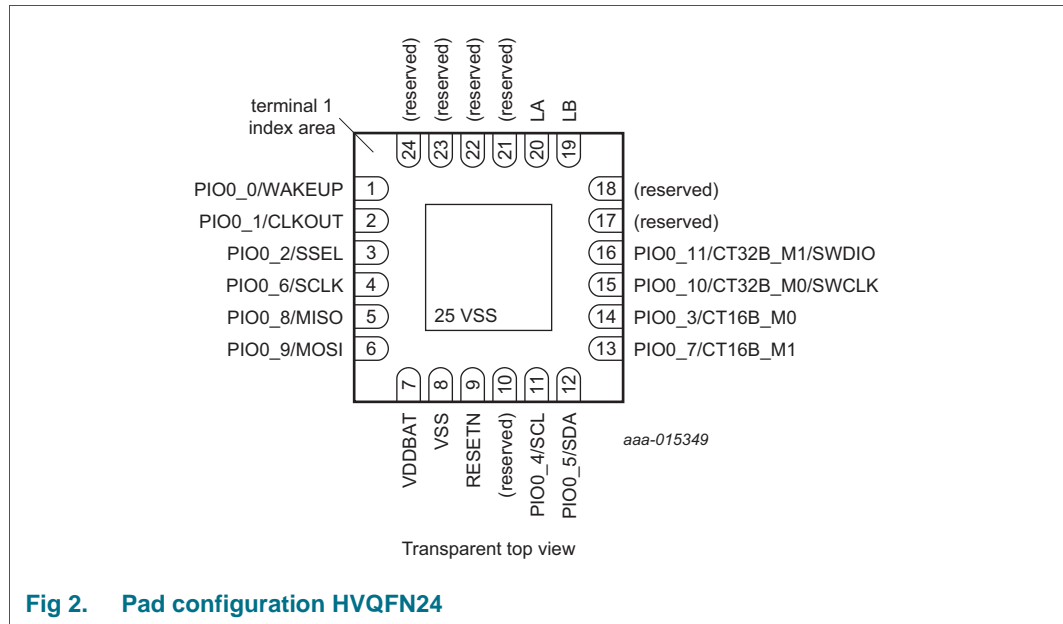 (reserved)
(reserved)
(reserved)
(reserved)
LA
LB
terminal 1
index area
24
23
22
21
20
19
PIO0_0/WAKEUP 1
18 (reserved)
PIO0_1/CLKOUT 2
17 (reserved)
PIO0_2/SSEL 3
16 PIO0_11/CT32B_M1/SWDIO
PIO0_6/SCLK 4
15 PIO0_10/CT32B_M0/SWCLK
PIO0_8/MISO 5
25 VSS
14 PIO0_3/CT16B_M0
PIO0_9/MOSI 6
13 PIO0_7/CT16B_M1
7
8
9
10
11
12
VDDBAT
VSS
RESETN
(reserved)
PIO0_4/SCL
PIO0_5/SDA
aaa-015349
Transparent top view
Fig 2. Pad configuration HVQFN24